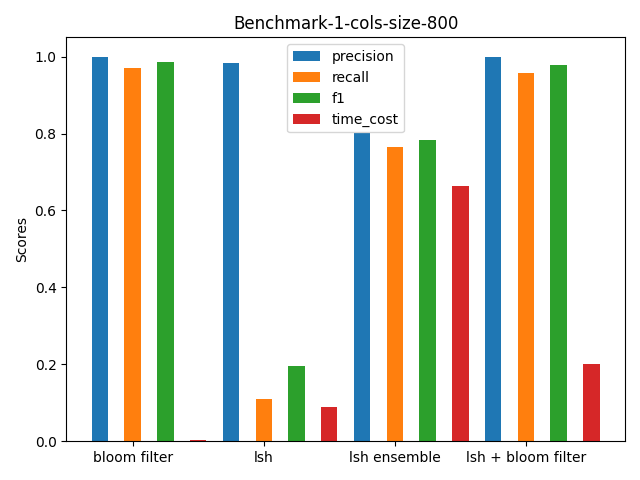 Benchmark-1-cols-size-800
precision
recall
f1
time_cost
Scores
1.0
0.8
0.6
0.4
0.2
0.0
bloom filter
lsh
lsh ensemble
lsh + bloom filter